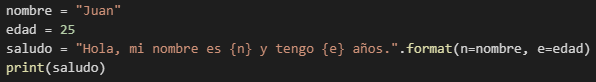 nombre = "Juan"
edad = 25
saludo = "Hola, mi nombre es {n} y tengo {e} años.".format(n=nombre, e=edad)
print(saludo)